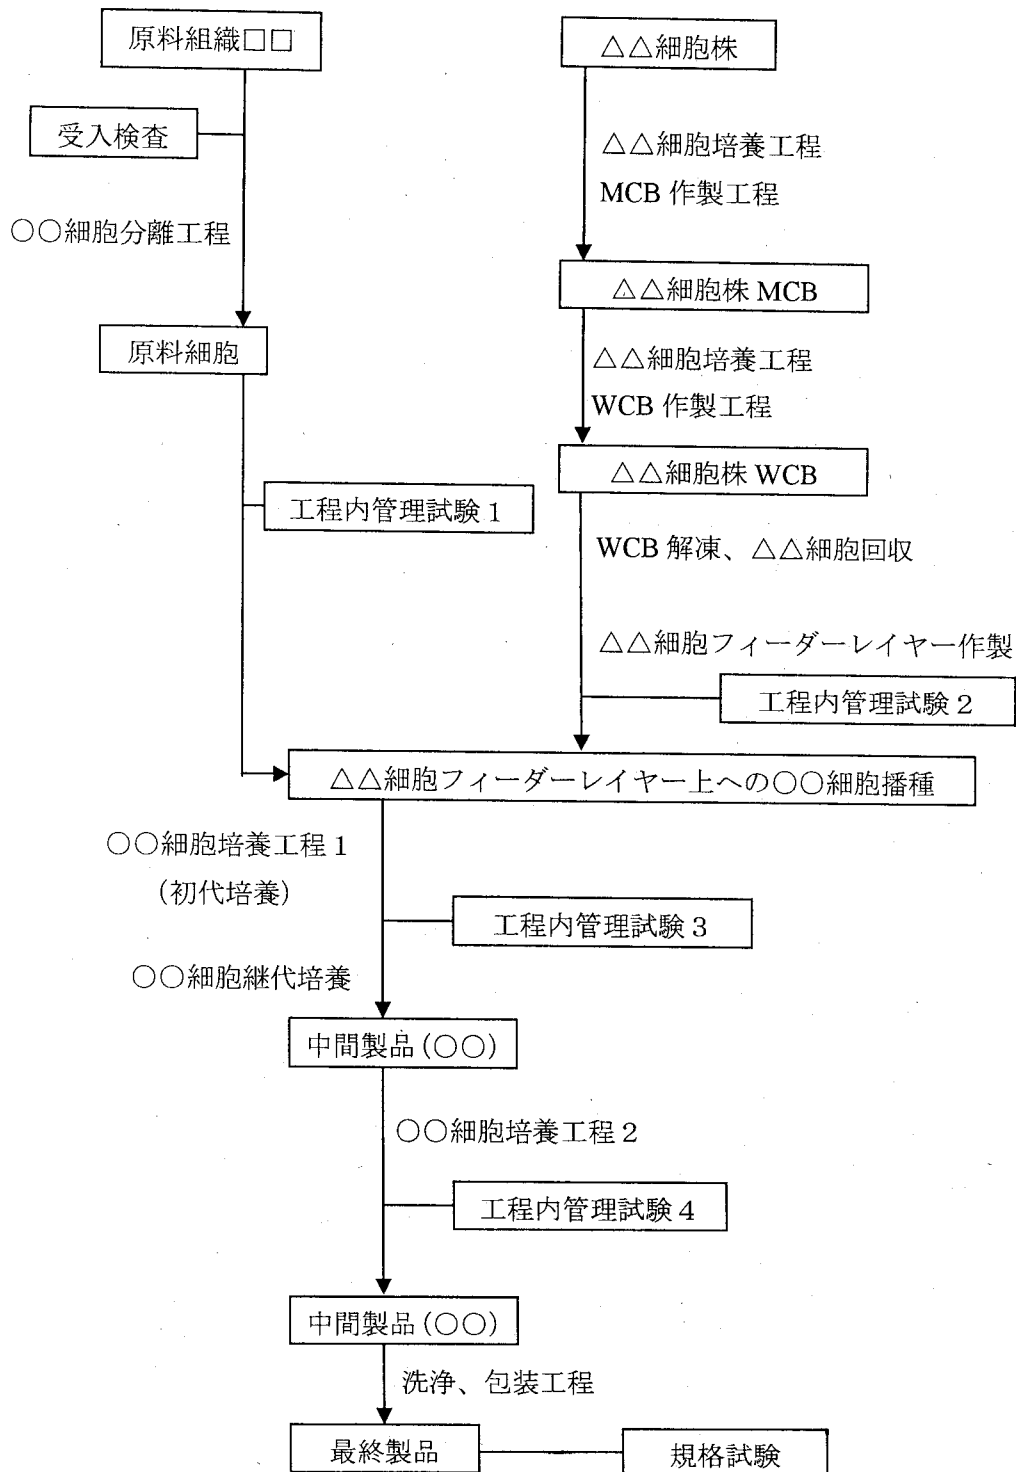 原料組織□□
受入検査
○○細胞分離工程
原料細胞
工程内管理試験1
△△細胞株
△△細胞培養工程
MCB 作製工程
△△細胞株 MCB
△△細胞培養工程
WCB 作製工程
△△細胞株 WCB
WCB 解凍、△△細胞回収
△△細胞フィーダーレイヤー作製
工程内管理試験2
△△細胞フィーダーレイヤー上への○○細胞播種
○○細胞培養工程1
(初代培養)
工程内管理試験3
○○細胞継代培養
中間製品(○○)
○○細胞培養工程2
工程内管理試験4
中間製品(○○)
洗浄、包装工程
最終製品
規格試験